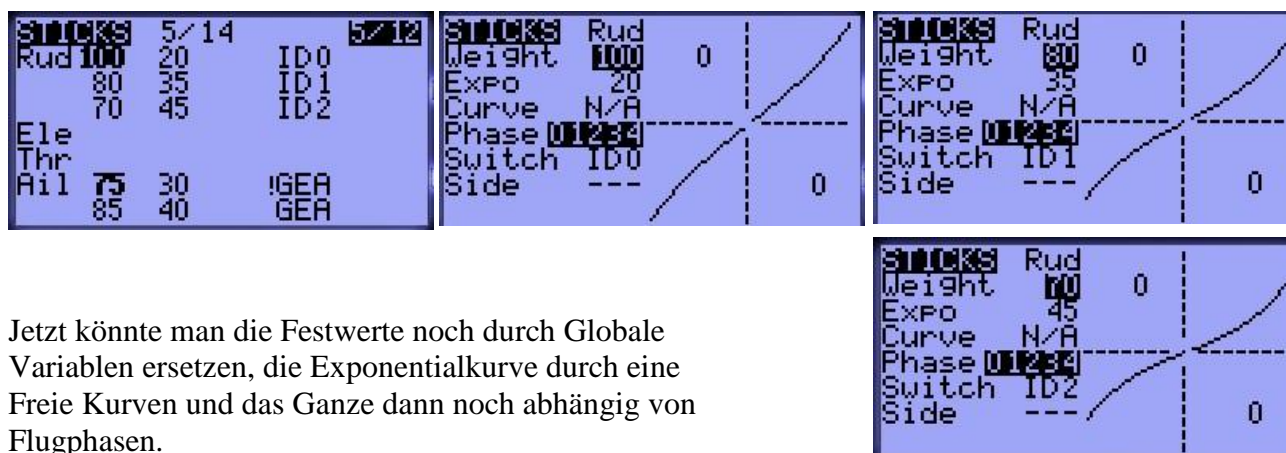 STICKS 5/14 5/12
Rud 100 20 ID0
80 35 ID1
70 45 ID2
Ele
Thr
Ail 75 30 !GEA
85 40 GEA
STICKS Rud
Weight 100 0
Expo 20
Curve N/A
Phase 01234
Switch ID0
Side --- 0
STICKS Rud
Weight 80 0
Expo 35
Curve N/A
Phase 01234
Switch ID1
Side --- 0
STICKS Rud
Weight 70 0
Expo 45
Curve N/A
Phase 01234
Switch ID2
Side --- 0
Jetzt könnte man die Festwerte noch durch Globale
Variablen ersetzen, die Exponentialkurve durch eine
Freie Kurven und das Ganze dann noch abhängig von
Flugphasen.